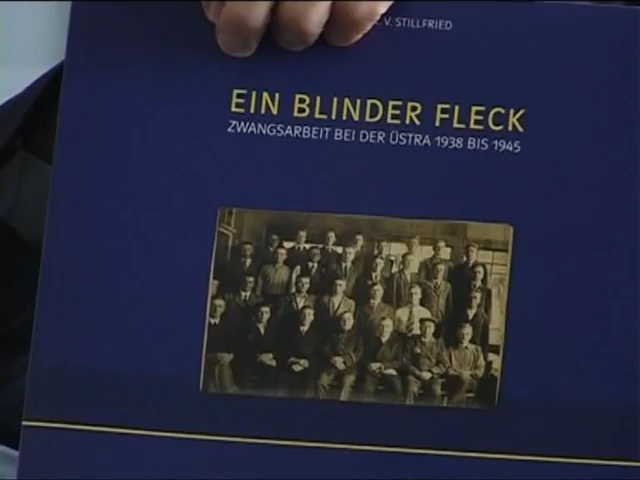 V. STILLFRIED
EIN BLINDER FLECK
ZWANGSARBEIT BEI DER ÜSTRA 1938 BIS 1945